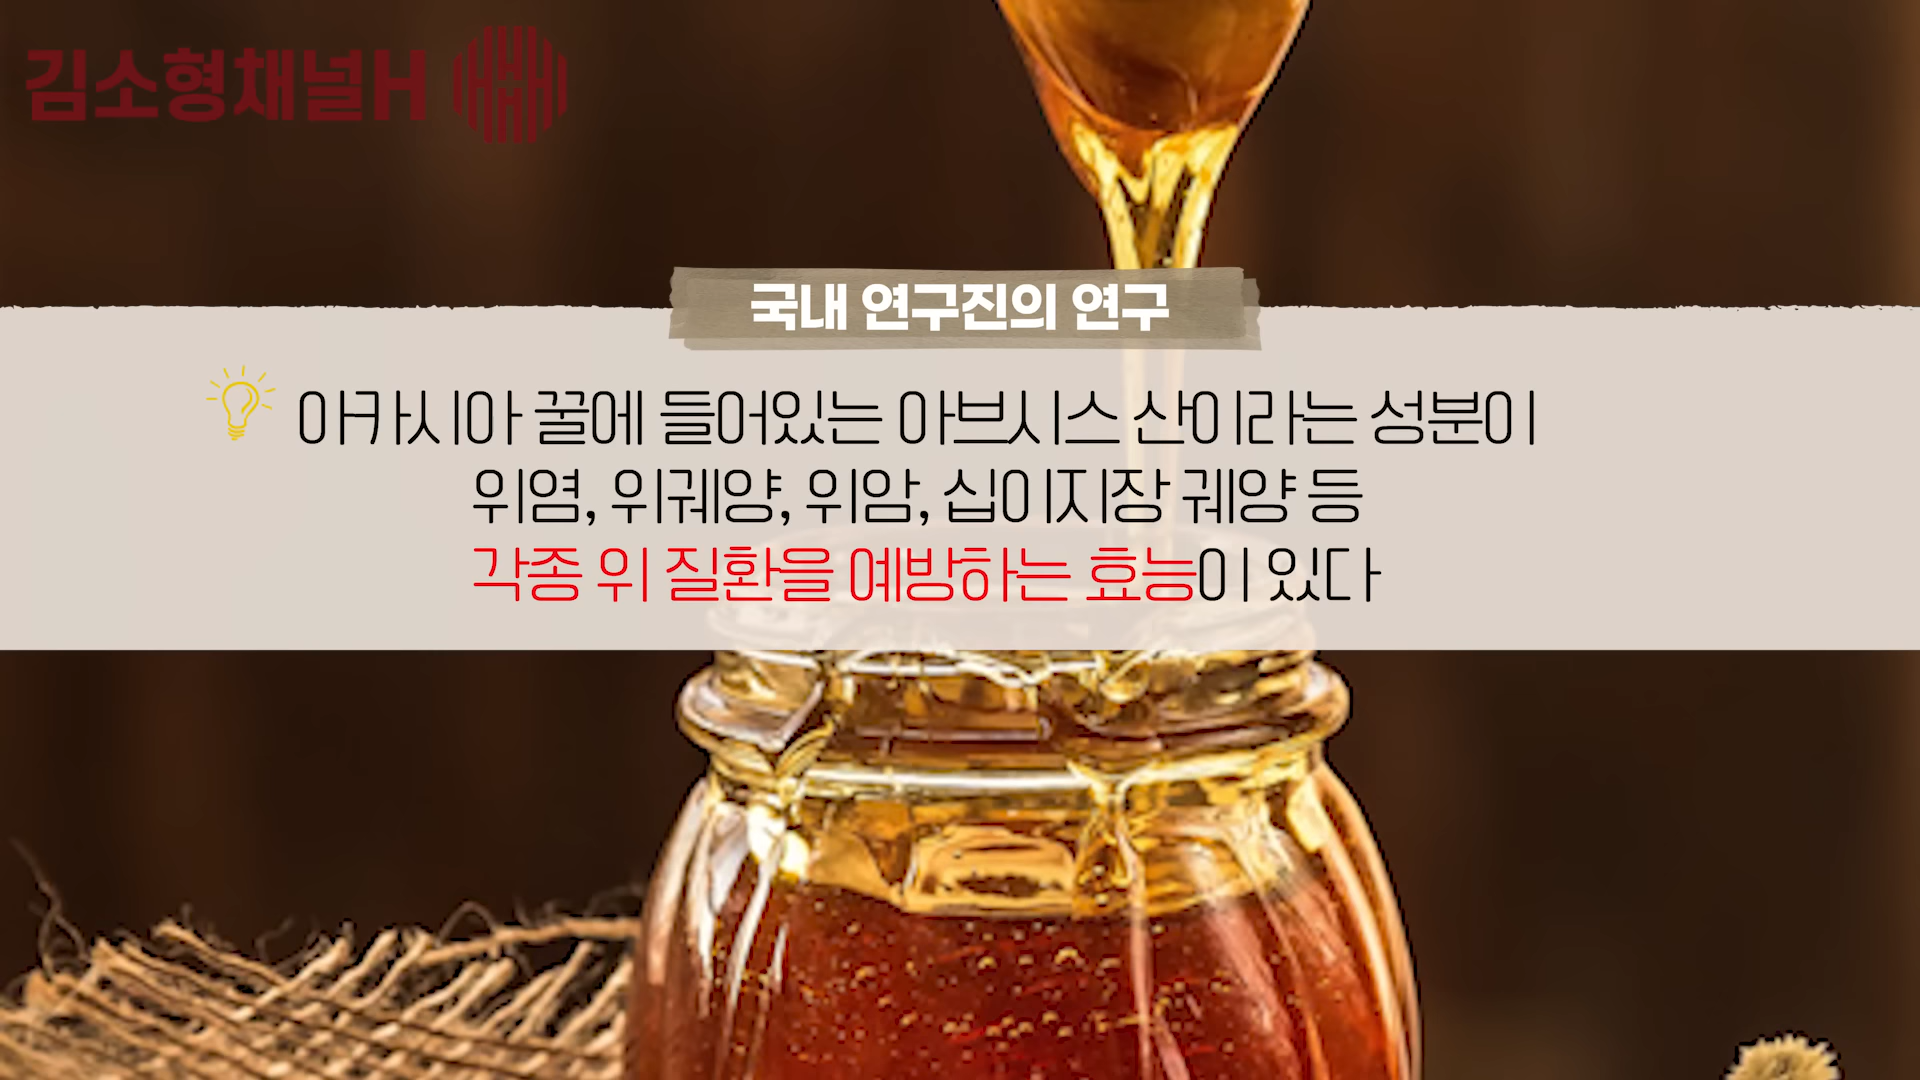 김소형채널H
국내 연구진의 연구
아카시아 꿀에 들어있는 아브시스 산이라는 성분이
위염, 위궤양, 위암, 십이지장 궤양 등
각종 위 질환을 예방하는 효능이 있다